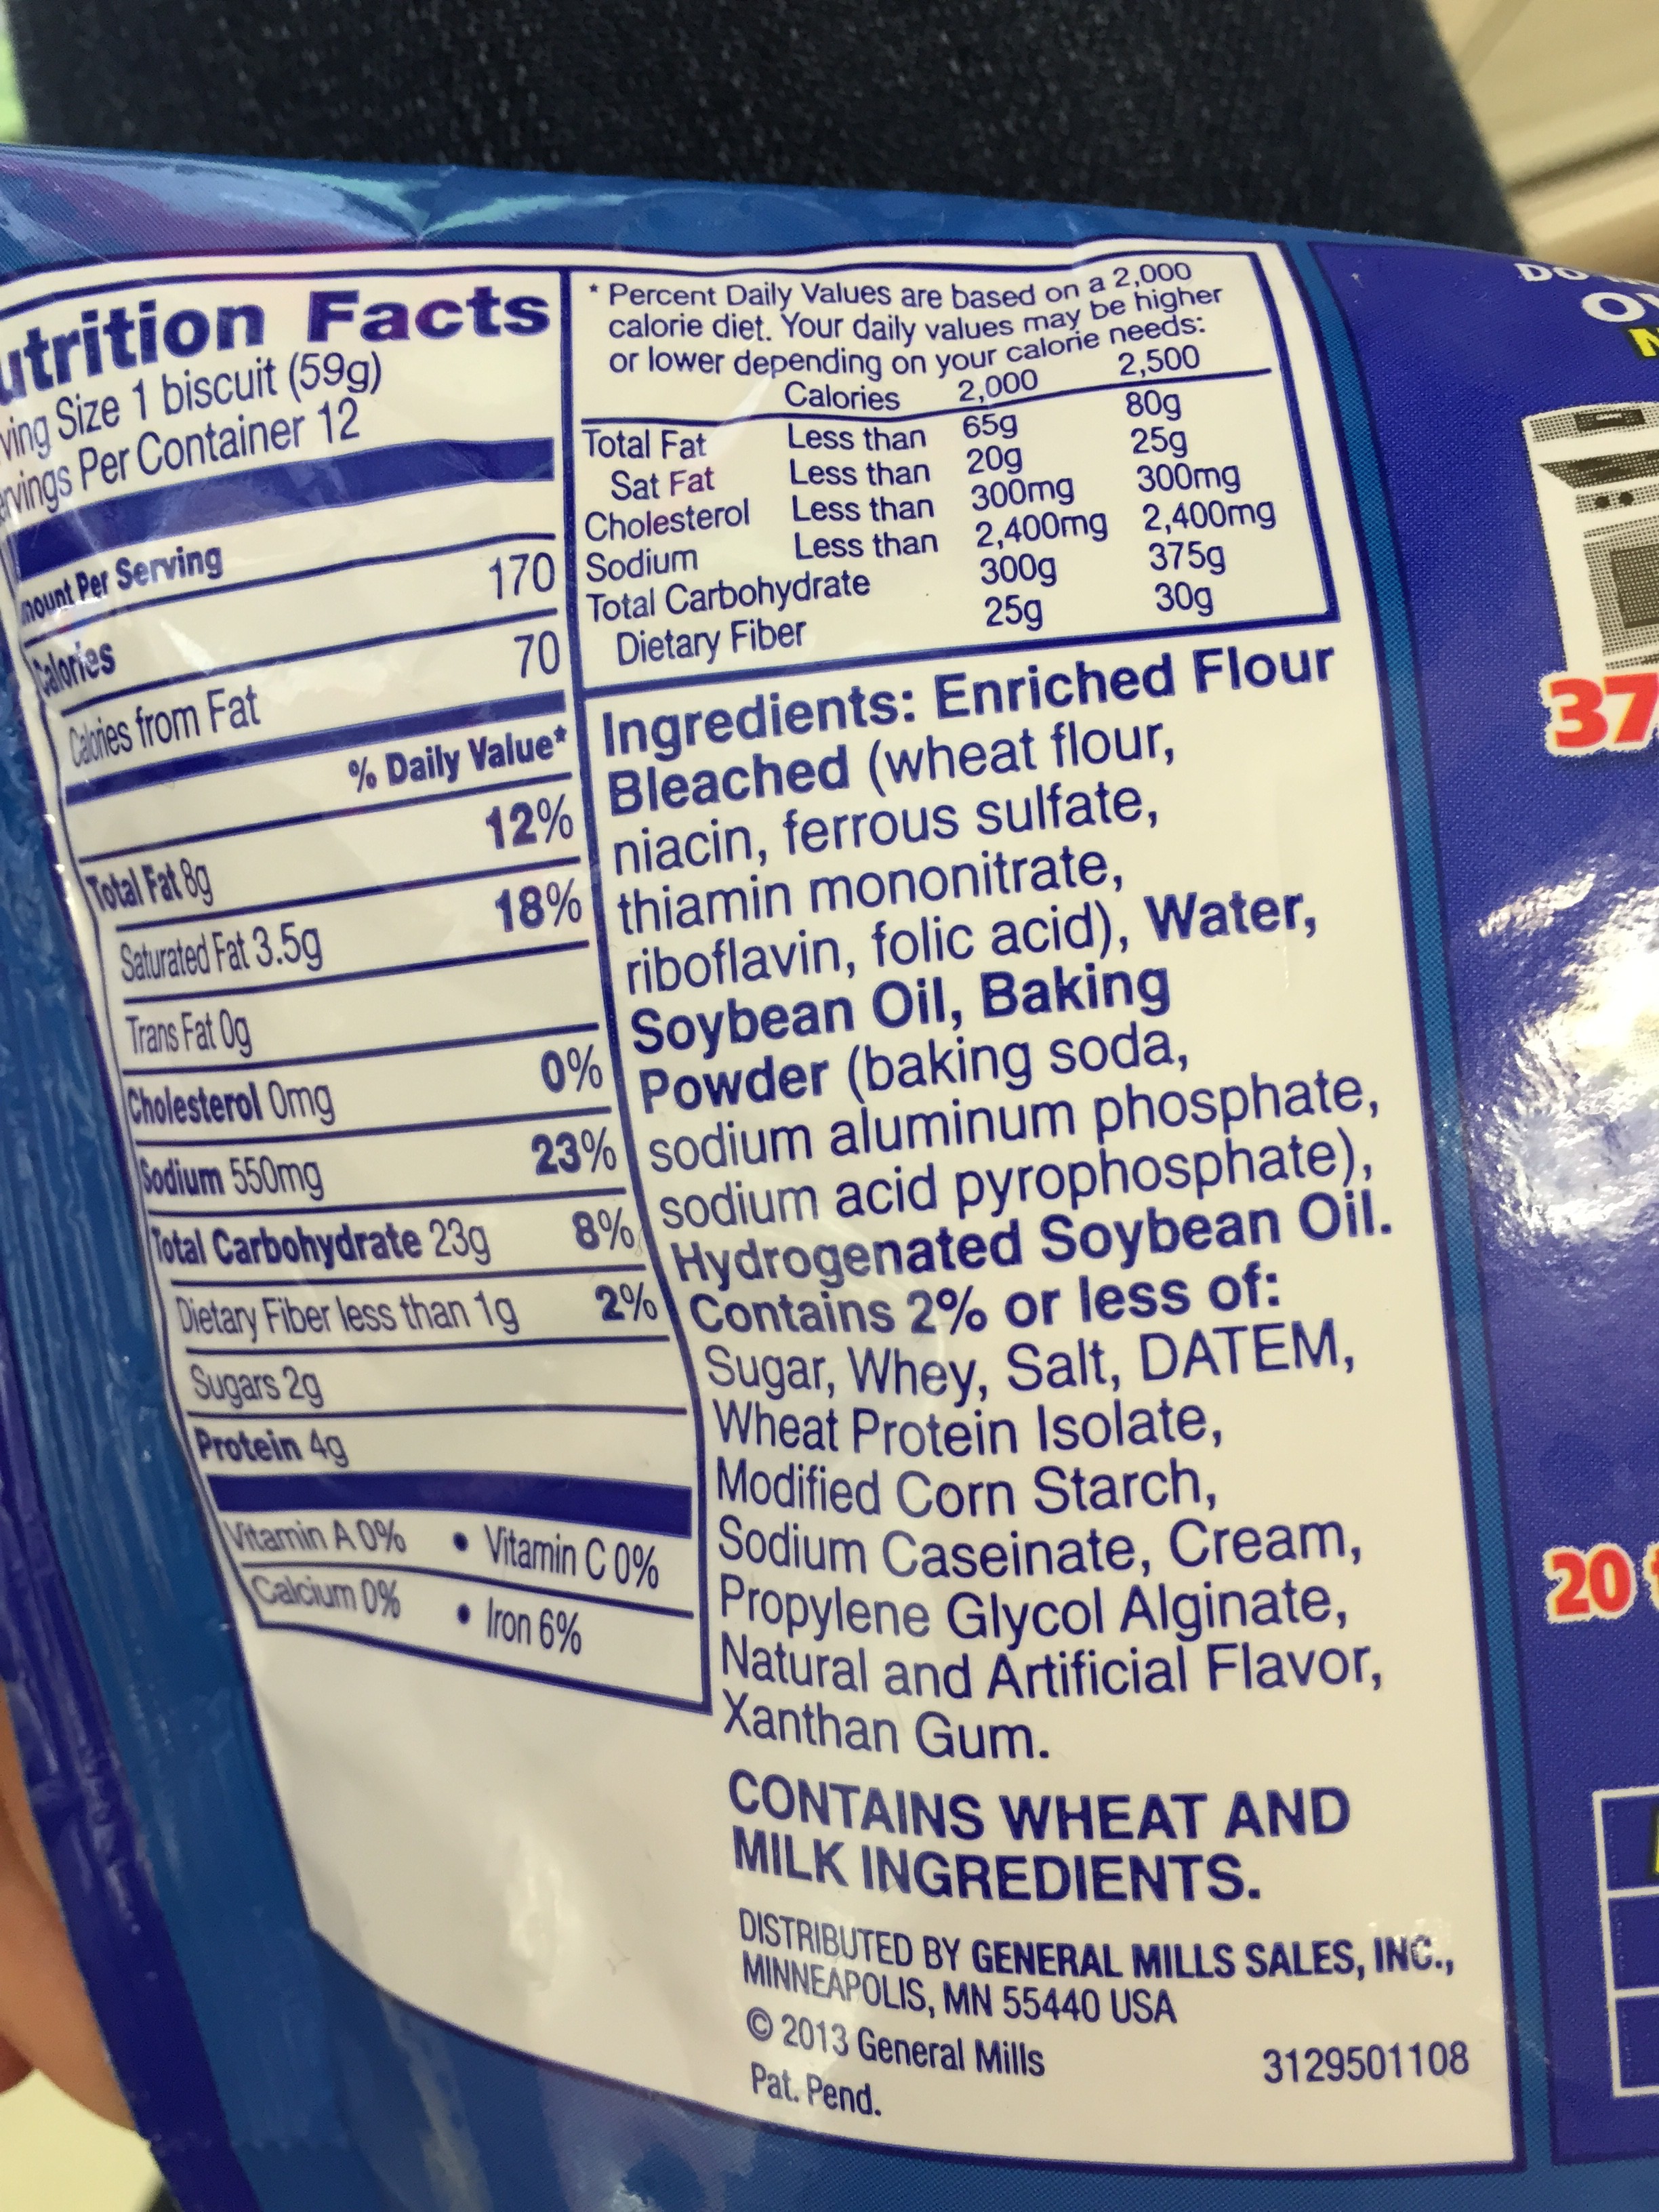 utrition Facts
ving Size 1 biscuit (59g)
ervings Per Container 12
mount Per Serving
Calories 170
Calories from Fat 70
% Daily Value*
Total Fat 8g 12%
Saturated Fat 3.5g 18%
Trans Fat 0g
Cholesterol 0mg 0%
Sodium 550mg 23%
Total Carbohydrate 23g 8%
Dietary Fiber less than 1g 2%
Sugars 2g
Protein 4g
Vitamin A 0% • Vitamin C 0%
Calcium 0% • Iron 6%
* Percent Daily Values are based on a 2,000
calorie diet. Your daily values may be higher
or lower depending on your calorie needs:
Calories 2,000 2,500
Total Fat Less than 65g 80g
Sat Fat Less than 20g 25g
Cholesterol Less than 300mg 300mg
Sodium Less than 2,400mg 2,400mg
Total Carbohydrate 300g 375g
Dietary Fiber 25g 30g
Ingredients: Enriched Flour
Bleached (wheat flour,
niacin, ferrous sulfate,
thiamin mononitrate,
riboflavin, folic acid), Water,
Soybean Oil, Baking
Powder (baking soda,
sodium aluminum phosphate,
sodium acid pyrophosphate),
Hydrogenated Soybean Oil.
Contains 2% or less of:
Sugar, Whey, Salt, DATEM,
Wheat Protein Isolate,
Modified Corn Starch,
Sodium Caseinate, Cream,
Propylene Glycol Alginate,
Natural and Artificial Flavor,
Xanthan Gum.
CONTAINS WHEAT AND
MILK INGREDIENTS.
DISTRIBUTED BY GENERAL MILLS SALES, INC.,
MINNEAPOLIS, MN 55440 USA
© 2013 General Mills 3129501108
Pat. Pend.
DO
37
20